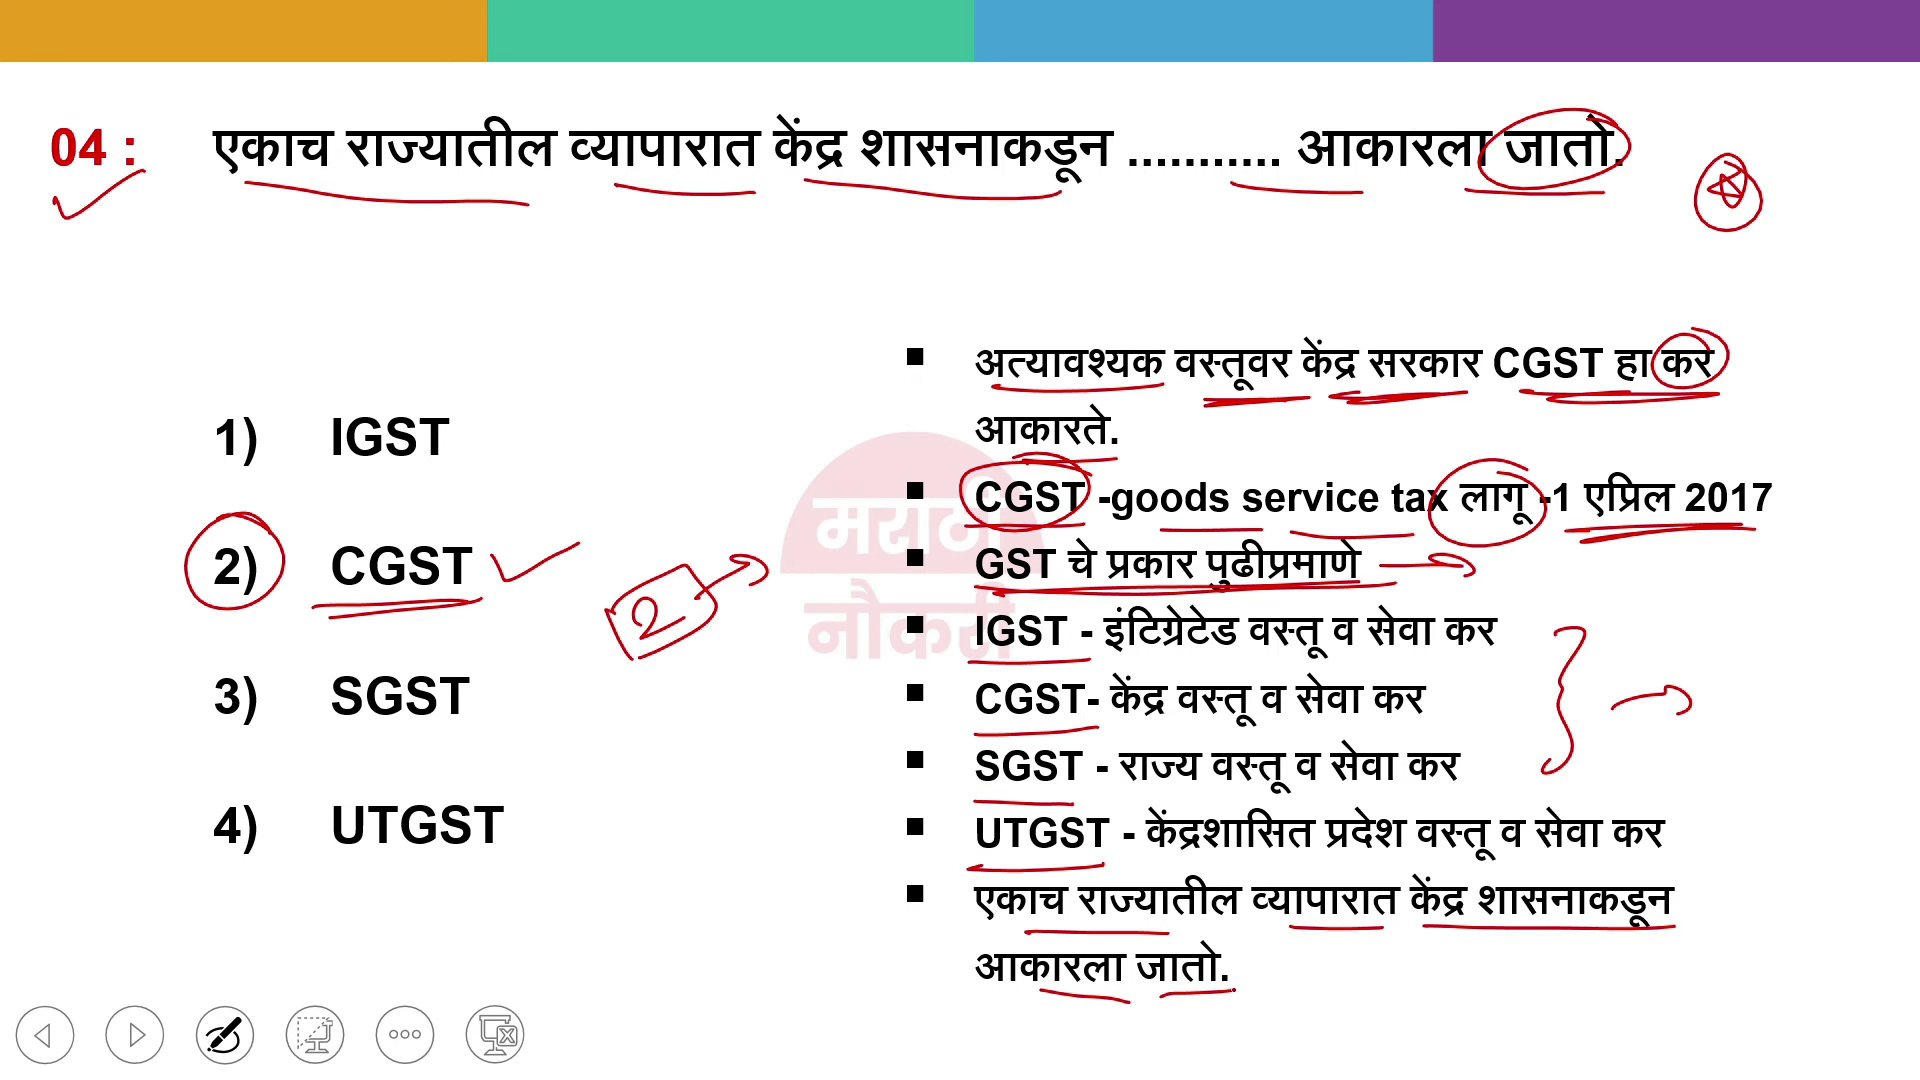 04 : एकाच राज्यातील व्यापारात केंद्र शासनाकडून ........... आकारला जातो.
1) IGST
2) CGST
3) SGST
4) UTGST
2
▪ अत्यावश्यक वस्तूवर केंद्र सरकार CGST हा कर
आकारते.
▪ CGST -goods service tax लागू -1 एप्रिल 2017
▪ GST चे प्रकार पुढीप्रमाणे
▪ IGST - इंटिग्रेटेड वस्तू व सेवा कर
▪ CGST- केंद्र वस्तू व सेवा कर
▪ SGST - राज्य वस्तू व सेवा कर
▪ UTGST - केंद्रशासित प्रदेश वस्तू व सेवा कर
▪ एकाच राज्यातील व्यापारात केंद्र शासनाकडून
आकारला जातो.
मराठी
नौकरी